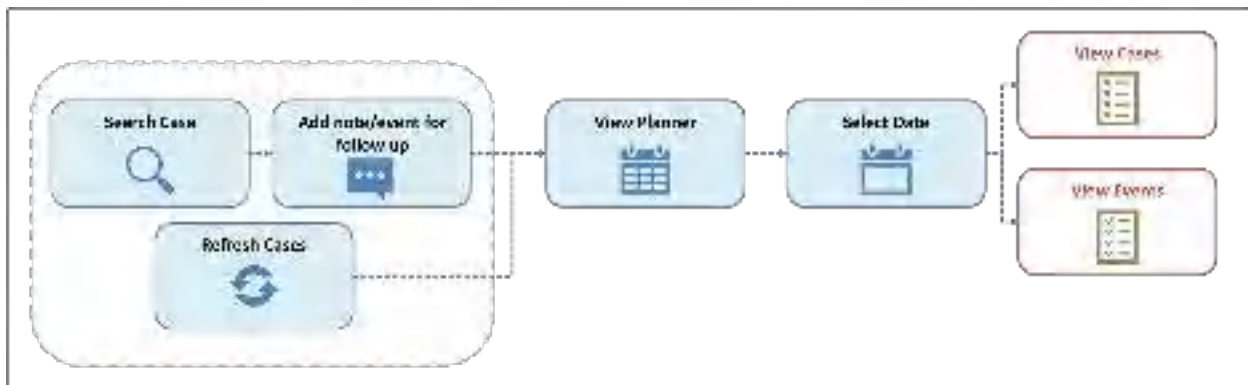 Search Case
Add note/event for
follow up
Refresh Cases
View Planner
Select Date
View Cases
View Events